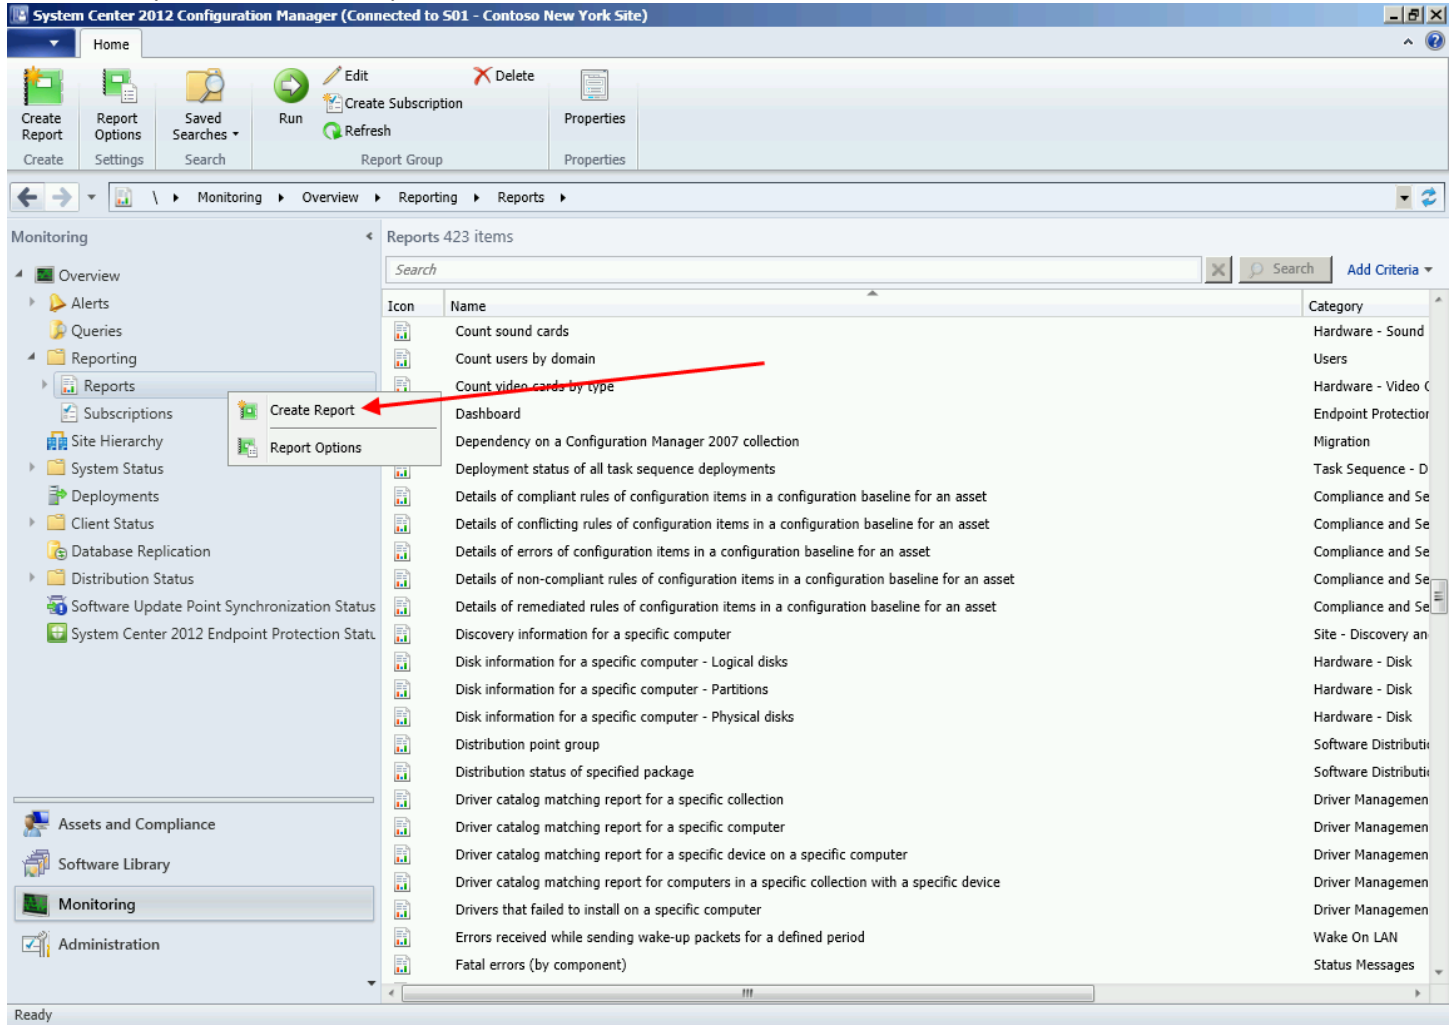 System Center 2012 Configuration Manager (Connected to S01 - Contoso New York Site)
Home
Create Report
Report Options
Saved Searches
Run
Edit
Create Subscription
Refresh
Delete
Properties
Create
Settings
Search
Report Group
Properties
\ Monitoring Overview Reporting Reports
Monitoring
Overview
Alerts
Queries
Reporting
Reports
Subscriptions
Site Hierarchy
System Status
Deployments
Client Status
Database Replication
Distribution Status
Software Update Point Synchronization Status
System Center 2012 Endpoint Protection Statu
Create Report
Report Options
Assets and Compliance
Software Library
Monitoring
Administration
Reports 423 items
Search
Search
Add Criteria
Icon Name Category
Count sound cards Hardware - Sound
Count users by domain Users
Count video cards by type Hardware - Video C
Dashboard Endpoint Protection
Dependency on a Configuration Manager 2007 collection Migration
Deployment status of all task sequence deployments Task Sequence - D
Details of compliant rules of configuration items in a configuration baseline for an asset Compliance and Se
Details of conflicting rules of configuration items in a configuration baseline for an asset Compliance and Se
Details of errors of configuration items in a configuration baseline for an asset Compliance and Se
Details of non-compliant rules of configuration items in a configuration baseline for an asset Compliance and Se
Details of remediated rules of configuration items in a configuration baseline for an asset Compliance and Se
Discovery information for a specific computer Site - Discovery an
Disk information for a specific computer - Logical disks Hardware - Disk
Disk information for a specific computer - Partitions Hardware - Disk
Disk information for a specific computer - Physical disks Hardware - Disk
Distribution point group Software Distributi
Distribution status of specified package Software Distributi
Driver catalog matching report for a specific collection Driver Managemen
Driver catalog matching report for a specific computer Driver Managemen
Driver catalog matching report for a specific device on a specific computer Driver Managemen
Driver catalog matching report for computers in a specific collection with a specific device Driver Managemen
Drivers that failed to install on a specific computer Driver Managemen
Errors received while sending wake-up packets for a defined period Wake On LAN
Fatal errors (by component) Status Messages
Ready